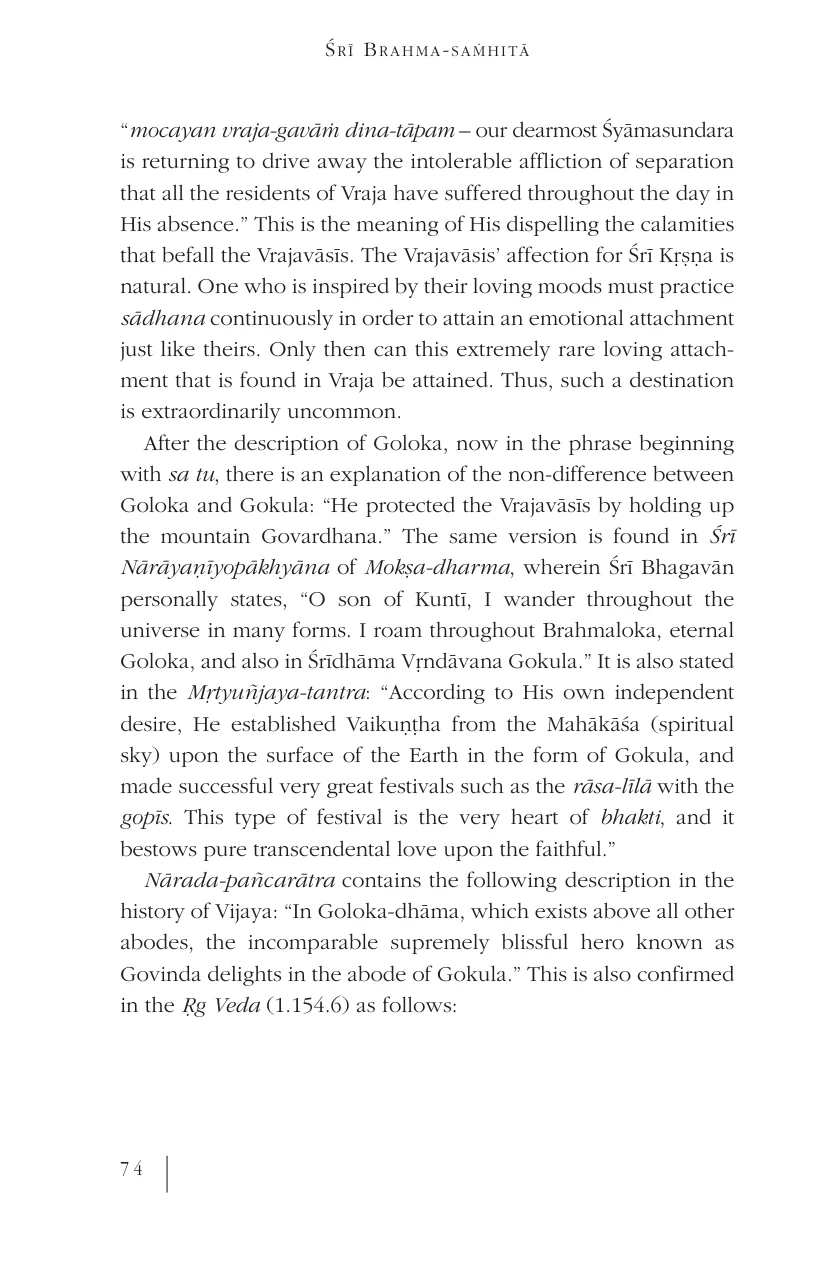 Śrī Brahma-saṁhitā
“mocayan vraja-gavāṁ dina-tāpam – our dearmost Śyāmasundara
is returning to drive away the intolerable affliction of separation
that all the residents of Vraja have suffered throughout the day in
His absence.” This is the meaning of His dispelling the calamities
that befall the Vrajavāsīs. The Vrajavāsis’ affection for Śrī Kṛṣṇa is
natural. One who is inspired by their loving moods must practice
sādhana continuously in order to attain an emotional attachment
just like theirs. Only then can this extremely rare loving attach-
ment that is found in Vraja be attained. Thus, such a destination
is extraordinarily uncommon.
After the description of Goloka, now in the phrase beginning
with sa tu, there is an explanation of the non-difference between
Goloka and Gokula: “He protected the Vrajavāsīs by holding up
the mountain Govardhana.” The same version is found in Śrī
Nārāyaṇīyopākhyāna of Mokṣa-dharma, wherein Śrī Bhagavān
personally states, “O son of Kuntī, I wander throughout the
universe in many forms. I roam throughout Brahmaloka, eternal
Goloka, and also in Śrīdhāma Vṛndāvana Gokula.” It is also stated
in the Mṛtyuñjaya-tantra: “According to His own independent
desire, He established Vaikuṇṭha from the Mahākāśa (spiritual
sky) upon the surface of the Earth in the form of Gokula, and
made successful very great festivals such as the rāsa-līlā with the
gopīs. This type of festival is the very heart of bhakti, and it
bestows pure transcendental love upon the faithful.”
Nārada-pañcarātra contains the following description in the
history of Vijaya: “In Goloka-dhāma, which exists above all other
abodes, the incomparable supremely blissful hero known as
Govinda delights in the abode of Gokula.” This is also confirmed
in the Ṛg Veda (1.154.6) as follows:
74